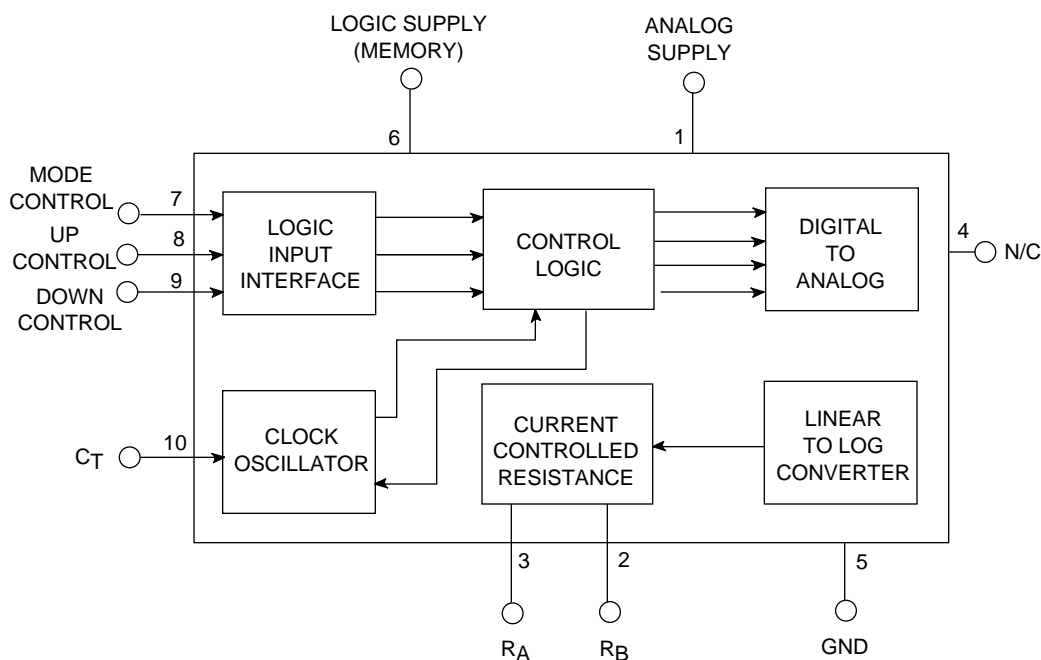 LOGIC SUPPLY
(MEMORY)
ANALOG
SUPPLY
6
1
MODE
CONTROL
7
UP
CONTROL
8
DOWN
CONTROL
9
LOGIC
INPUT
INTERFACE
CONTROL
LOGIC
DIGITAL
TO
ANALOG
4
N/C
CT
10
CLOCK
OSCILLATOR
CURRENT
CONTROLLED
RESISTANCE
LINEAR
TO LOG
CONVERTER
3
2
5
RA
RB
GND